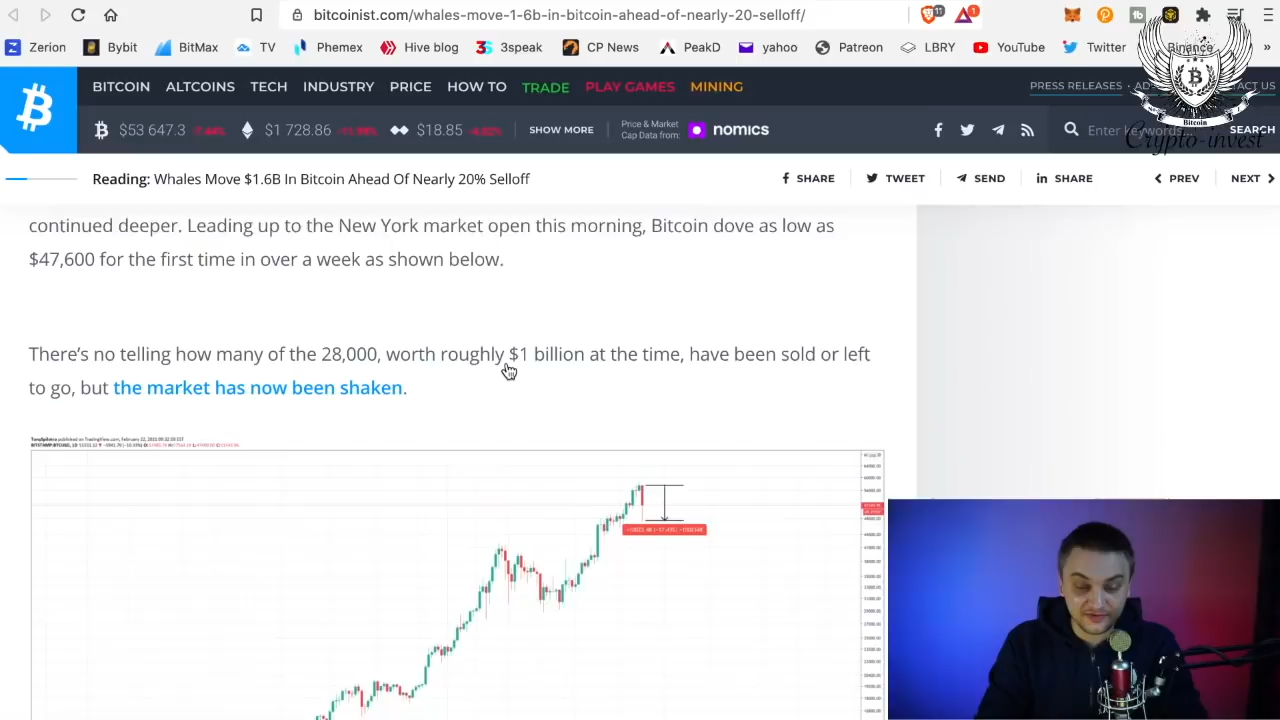 bitcoinist.com/whales-move-1-6b-in-bitcoin-ahead-of-nearly-20-selloff/
11
1
Zerion
Bybit
BitMax
TV
Phemex
Hive blog
3speak
CP News
PeakD
yahoo
Patreon
LBRY
YouTube
Twitter
Binance
»
BITCOIN
ALTCOINS
TECH
INDUSTRY
PRICE
HOW TO
TRADE
PLAY GAMES
MINING
PRESS RELEASES
Bitcoin
Crypto-invest
$53 647.3 -7.44%
$1 728.86
$18.85
SHOW MORE
Price & Market
Cap Data from:
nomics
Enter keywords...
SEARCH
Reading: Whales Move $1.6B In Bitcoin Ahead Of Nearly 20% Selloff
SHARE
TWEET
SEND
SHARE
PREV
NEXT
continued deeper. Leading up to the New York market open this morning, Bitcoin dove as low as
$47,600 for the first time in over a week as shown below.
There's no telling how many of the 28,000, worth roughly $1 billion at the time, have been sold or left
to go, but the market has now been shaken.